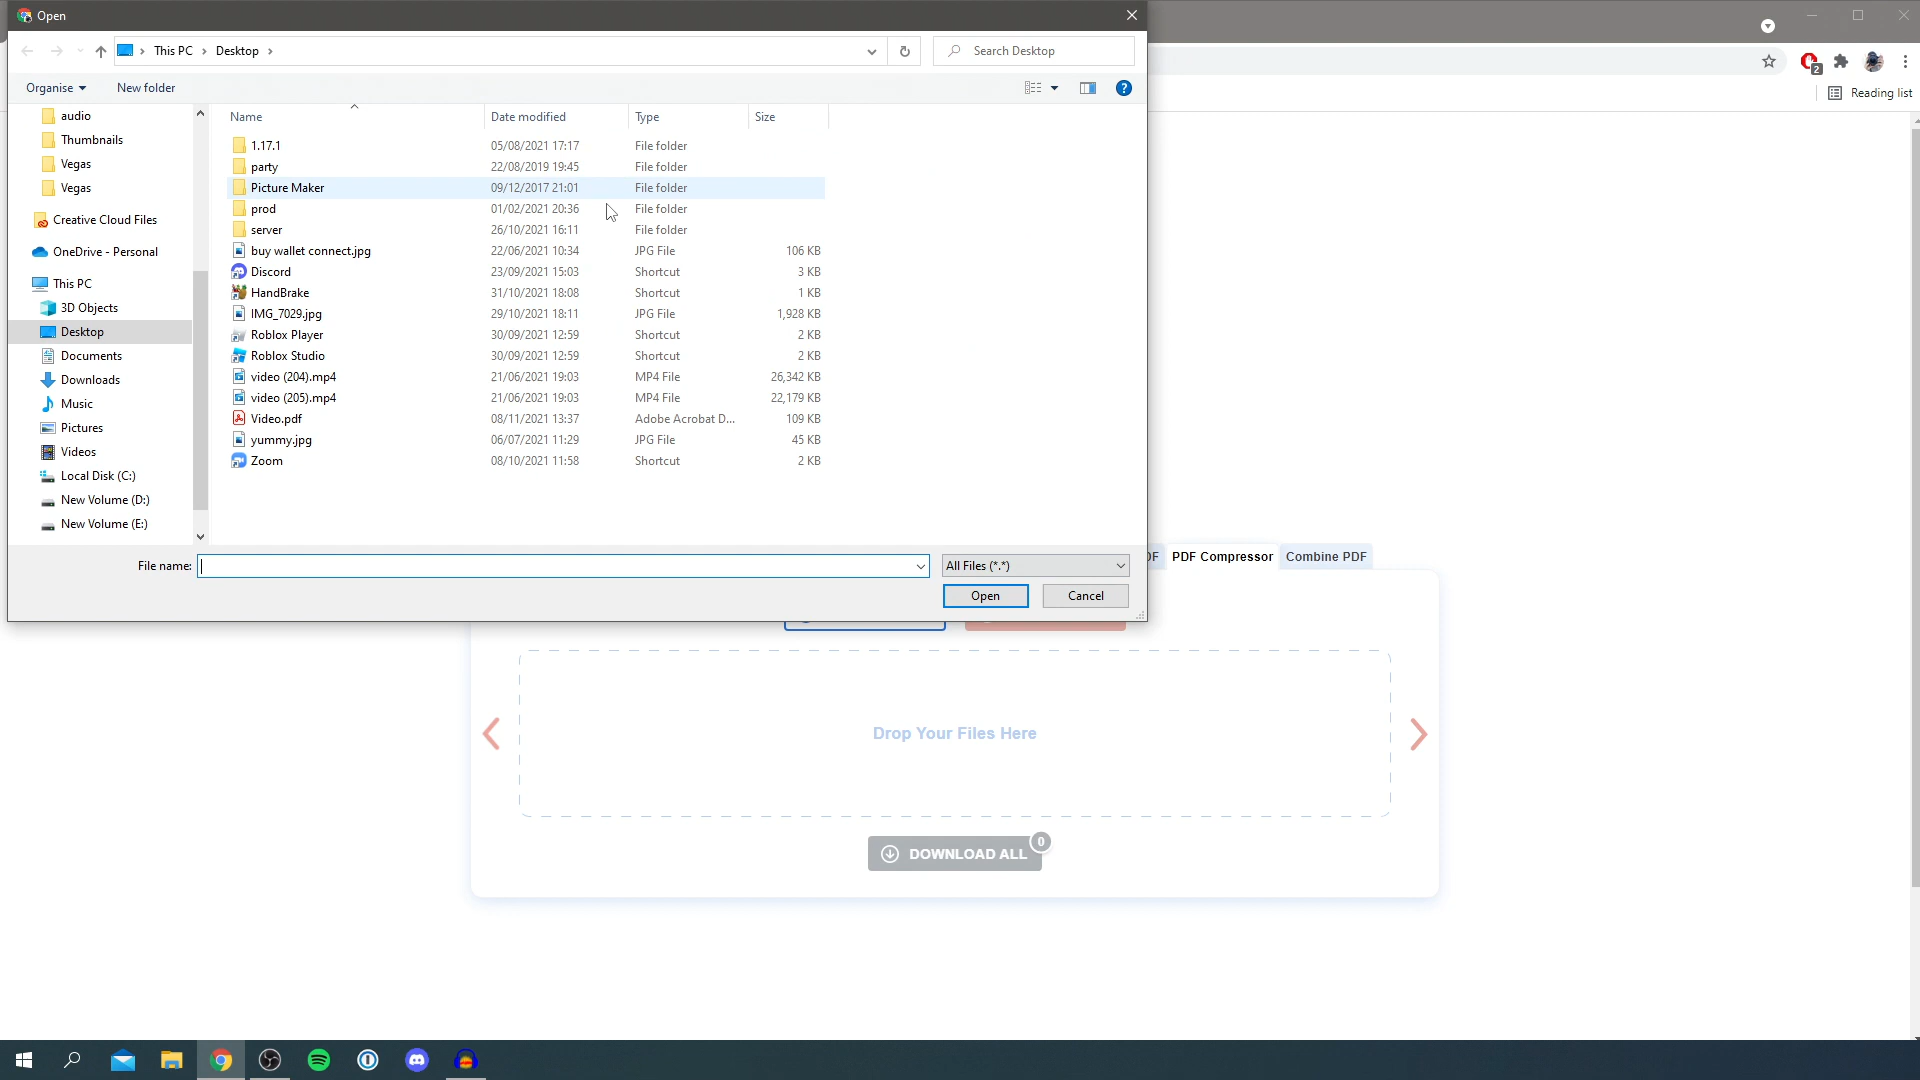 Open
This PC
Desktop
Search Desktop
Organise
New folder
Reading list
2
audio
Thumbnails
Vegas
Vegas
Creative Cloud Files
OneDrive - Personal
This PC
3D Objects
Desktop
Documents
Downloads
Music
Pictures
Videos
Local Disk (C:)
New Volume (D:)
New Volume (E:)
Name Date modified Type Size
1.17.1 05/08/2021 17:17 File folder
party 22/08/2019 19:45 File folder
Picture Maker 09/12/2017 21:01 File folder
prod 01/02/2021 20:36 File folder
server 26/10/2021 16:11 File folder
buy wallet connect.jpg 22/06/2021 10:34 JPG File 106 KB
Discord 23/09/2021 15:03 Shortcut 3 KB
HandBrake 31/10/2021 18:08 Shortcut 1 KB
IMG_7029.jpg 29/10/2021 18:11 JPG File 1,928 KB
Roblox Player 30/09/2021 12:59 Shortcut 2 KB
Roblox Studio 30/09/2021 12:59 Shortcut 2 KB
video (204).mp4 21/06/2021 19:03 MP4 File 26,342 KB
video (205).mp4 21/06/2021 19:03 MP4 File 22,179 KB
Video.pdf 08/11/2021 13:37 Adobe Acrobat D... 109 KB
yummy.jpg 06/07/2021 11:29 JPG File 45 KB
Zoom 08/10/2021 11:58 Shortcut 2 KB
File name:
All Files (*.*)
Open
Cancel
DF
PDF Compressor
Combine PDF
Drop Your Files Here
DOWNLOAD ALL
0